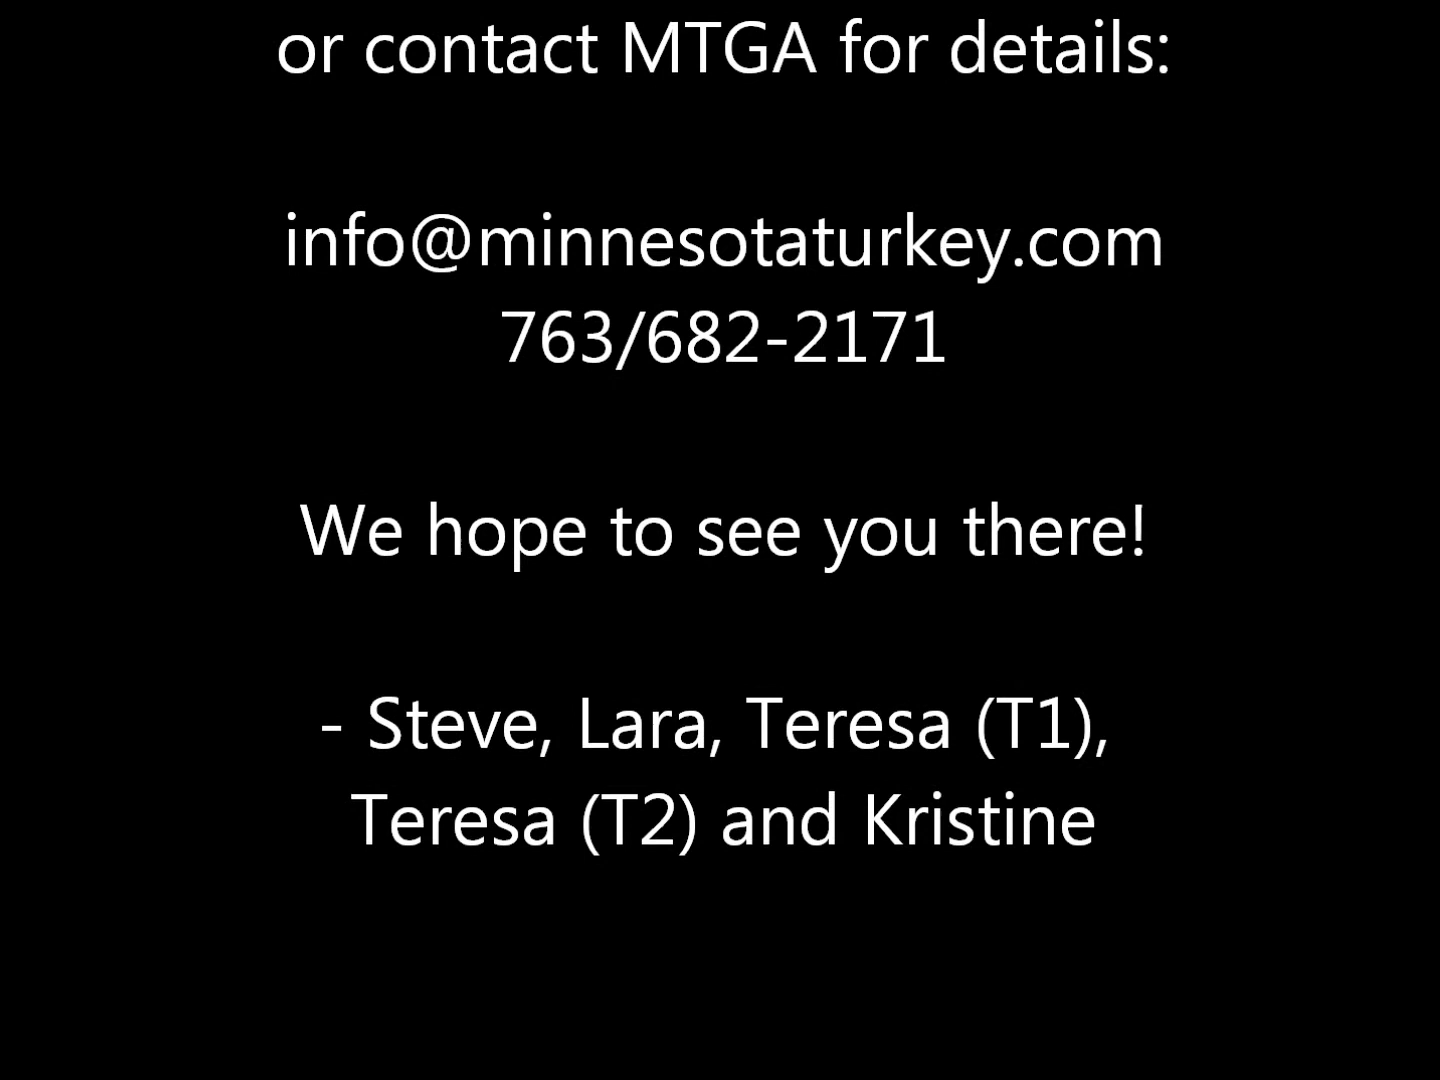 or contact MTGA for details:
info@minnesotaturkey.com
763/682-2171
We hope to see you there!
- Steve, Lara, Teresa (T1),
Teresa (T2) and Kristine